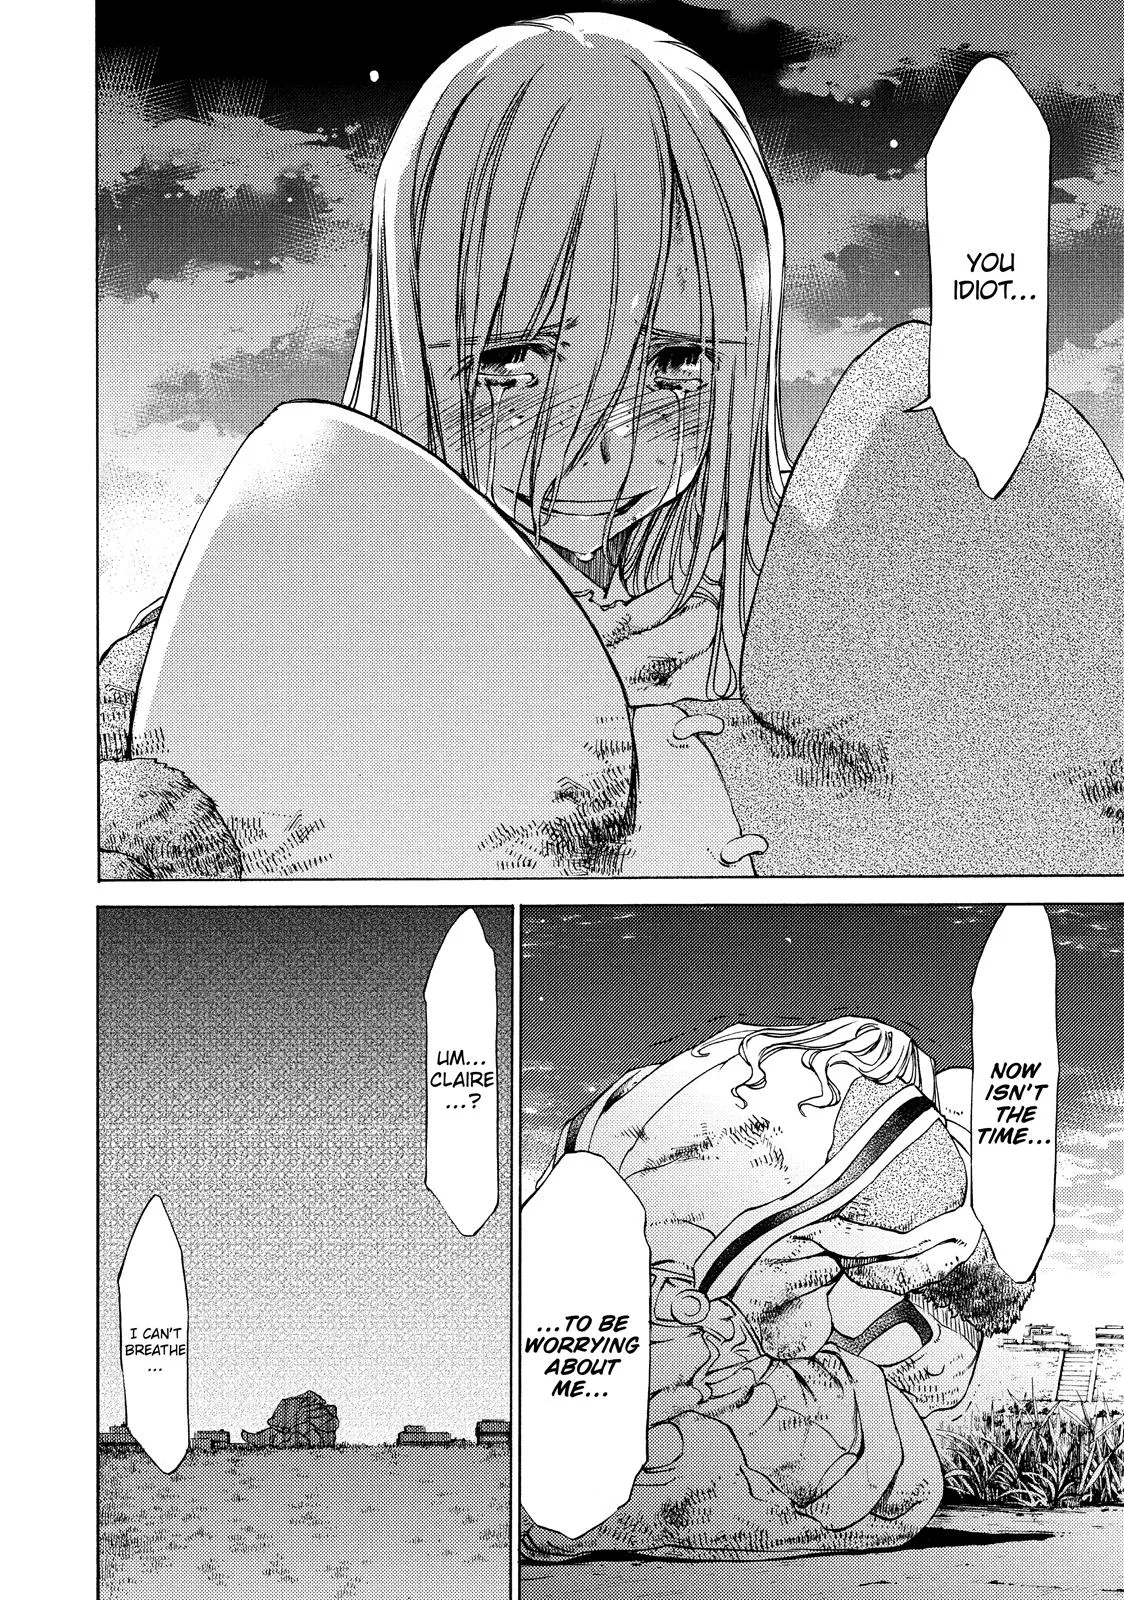 YOU
IDIOT...
NOW
ISN'T
THE
TIME...
...TO BE
WORRYING
ABOUT
ME...
UM...
CLAIRE
...?
I CAN'T
BREATHE
...